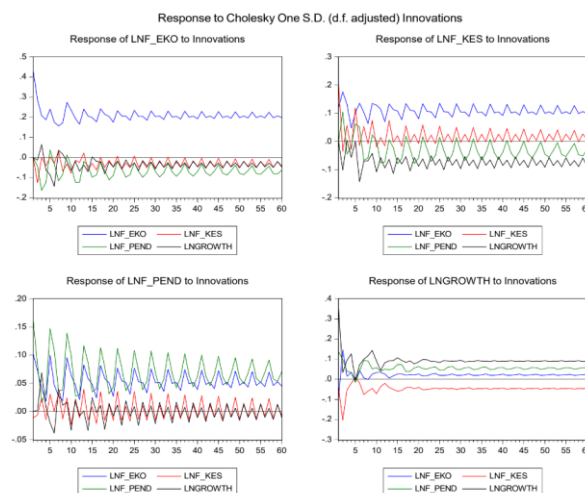 Response to Cholesky One S.D. (d.f. adjusted) Innovations
Response of LNF_EKO to Innovations
.5
.4
.3
.2
.1
.0
-.1
-.2
5 10 15 20 25 30 35 40 45 50 55 60
LNF_EKO LNF_KES
LNF_PEND LNGROWTH
Response of LNF_KES to Innovations
.3
.2
.1
.0
-.1
-.2
5 10 15 20 25 30 35 40 45 50 55 60
LNF_EKO LNF_KES
LNF_PEND LNGROWTH
Response of LNF_PEND to Innovations
.20
.15
.10
.05
.00
-.05
5 10 15 20 25 30 35 40 45 50 55 60
LNF_EKO LNF_KES
LNF_PEND LNGROWTH
Response of LNGROWTH to Innovations
.4
.3
.2
.1
.0
-.1
-.2
-.3
5 10 15 20 25 30 35 40 45 50 55 60
LNF_EKO LNF_KES
LNF_PEND LNGROWTH